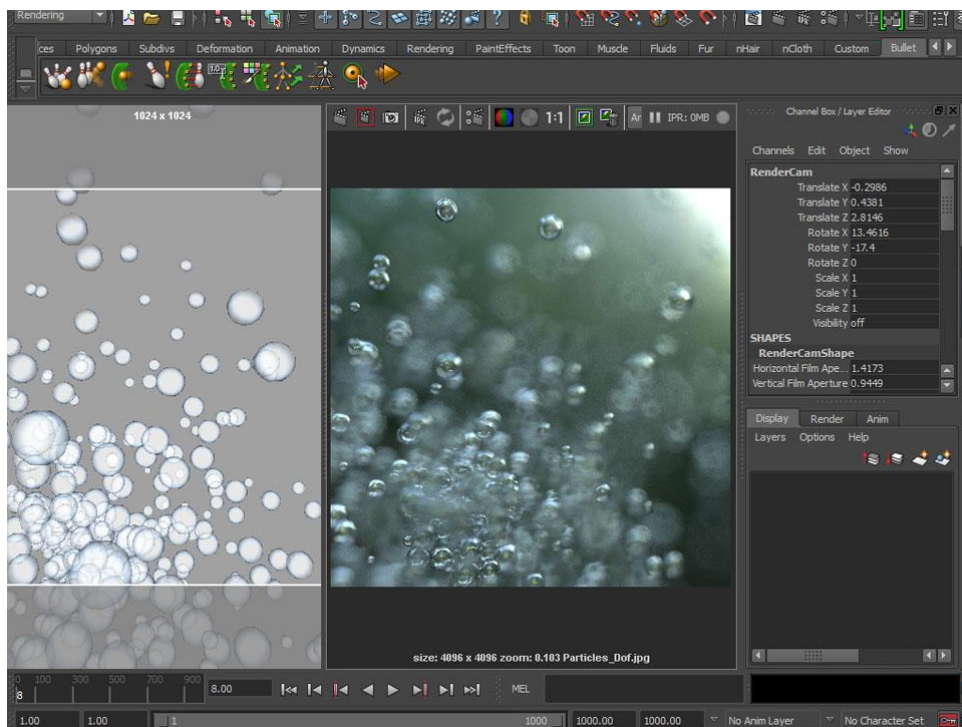 Rendering
ces Polygons Subdivs Deformation Animation Dynamics Rendering PaintEffects Toon Muscle Fluids Fur nHair nCloth Custom Bullet
1024 x 1024
1:1 IPR: 0MB
Channel Box / Layer Editor
Channels Edit Object Show
RenderCam
Translate X -0.2986
Translate Y 0.4381
Translate Z 2.8146
Rotate X 13.4616
Rotate Y -17.4
Rotate Z 0
Scale X 1
Scale Y 1
Scale Z 1
Visibility off
SHAPES
RenderCamShape
Horizontal Film Ape... 1.4173
Vertical Film Aperture 0.9449
Display Render Anim
Layers Options Help
size: 4096 x 4096 zoom: 0.103 Particles_Dof.jpg
0 100 300 500 700 900
8
8.00
MEL
1.00 1.00 1 1000 1000.00 1000.00 No Anim Layer No Character Set